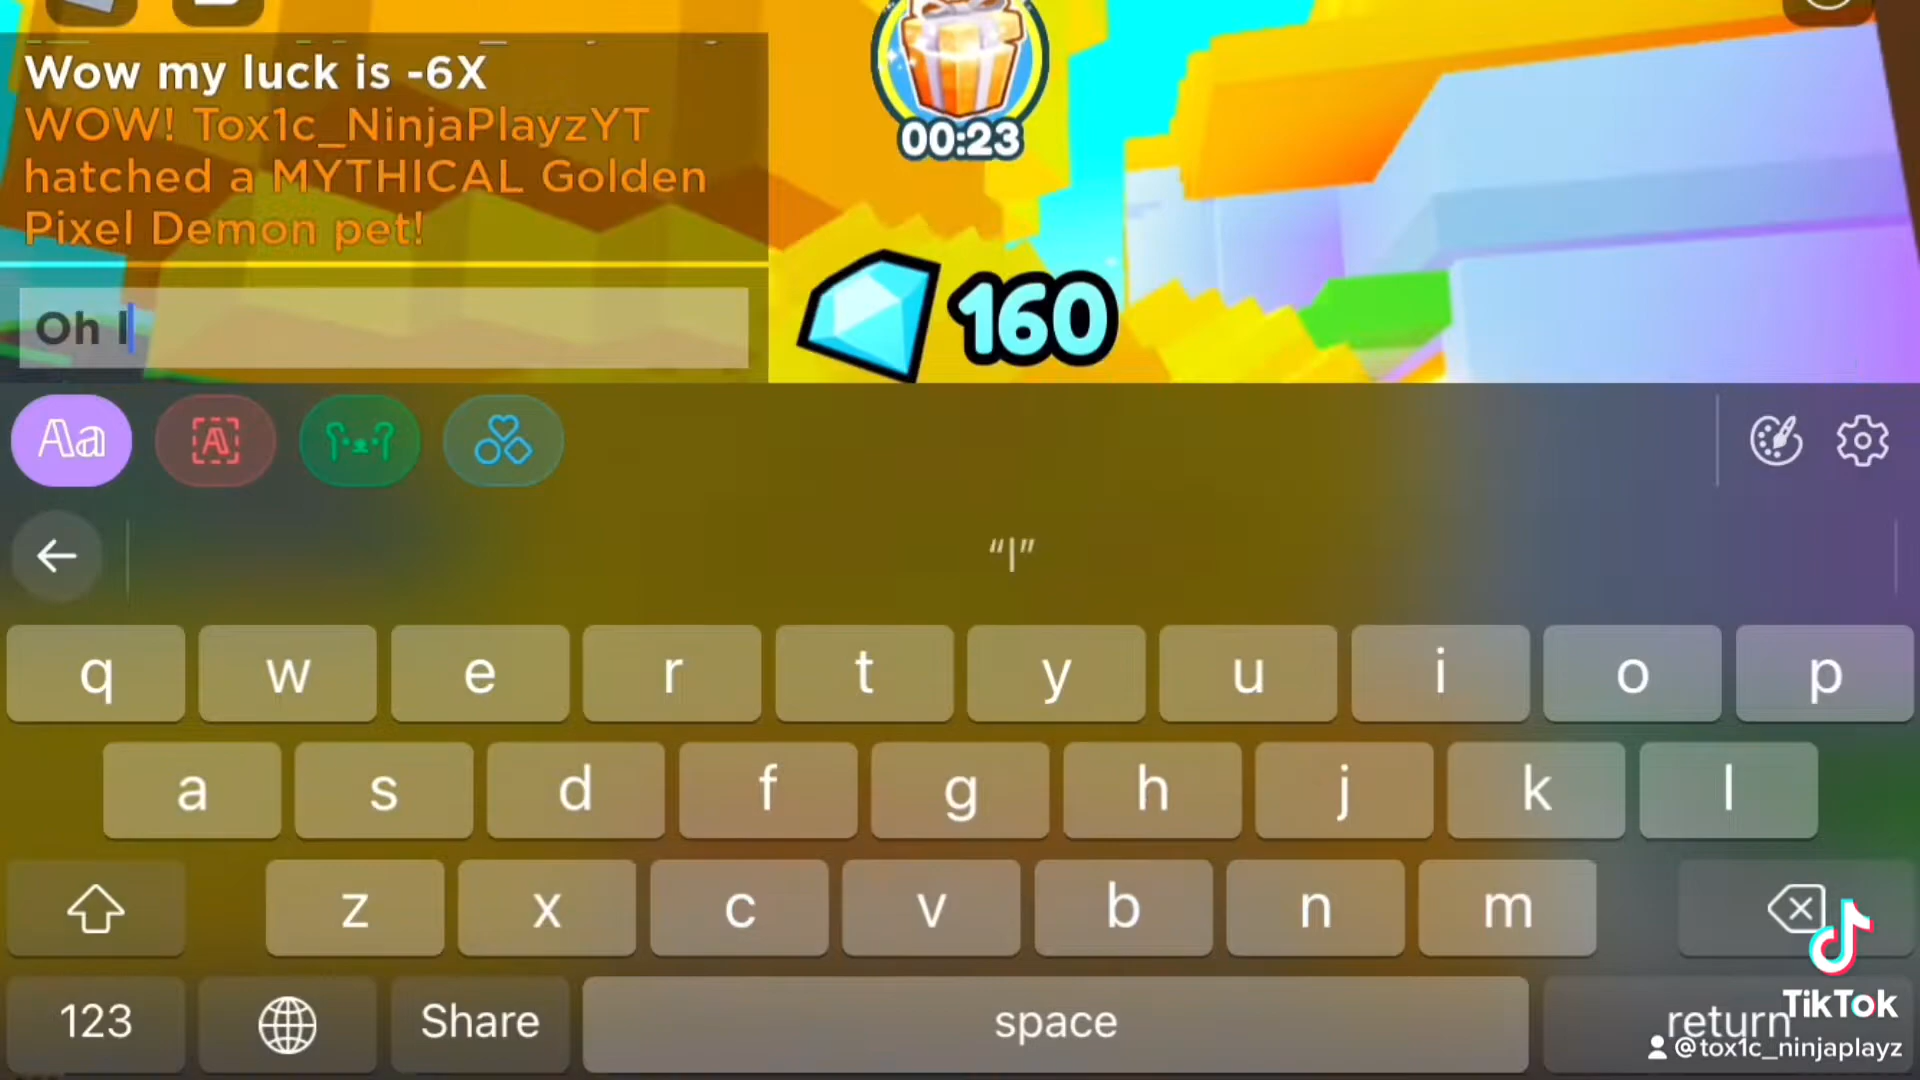 Wow my luck is -6X
WOW! Tox1c_NinjaPlayzYT
hatched a MYTHICAL Golden
Pixel Demon pet!
00:23
160
Oh l
Aa
A
“l”
q w e r t y u i o p
a s d f g h j k l
z x c v b n m
123 Share space return
TikTok
@tox1c_ninjaplayz